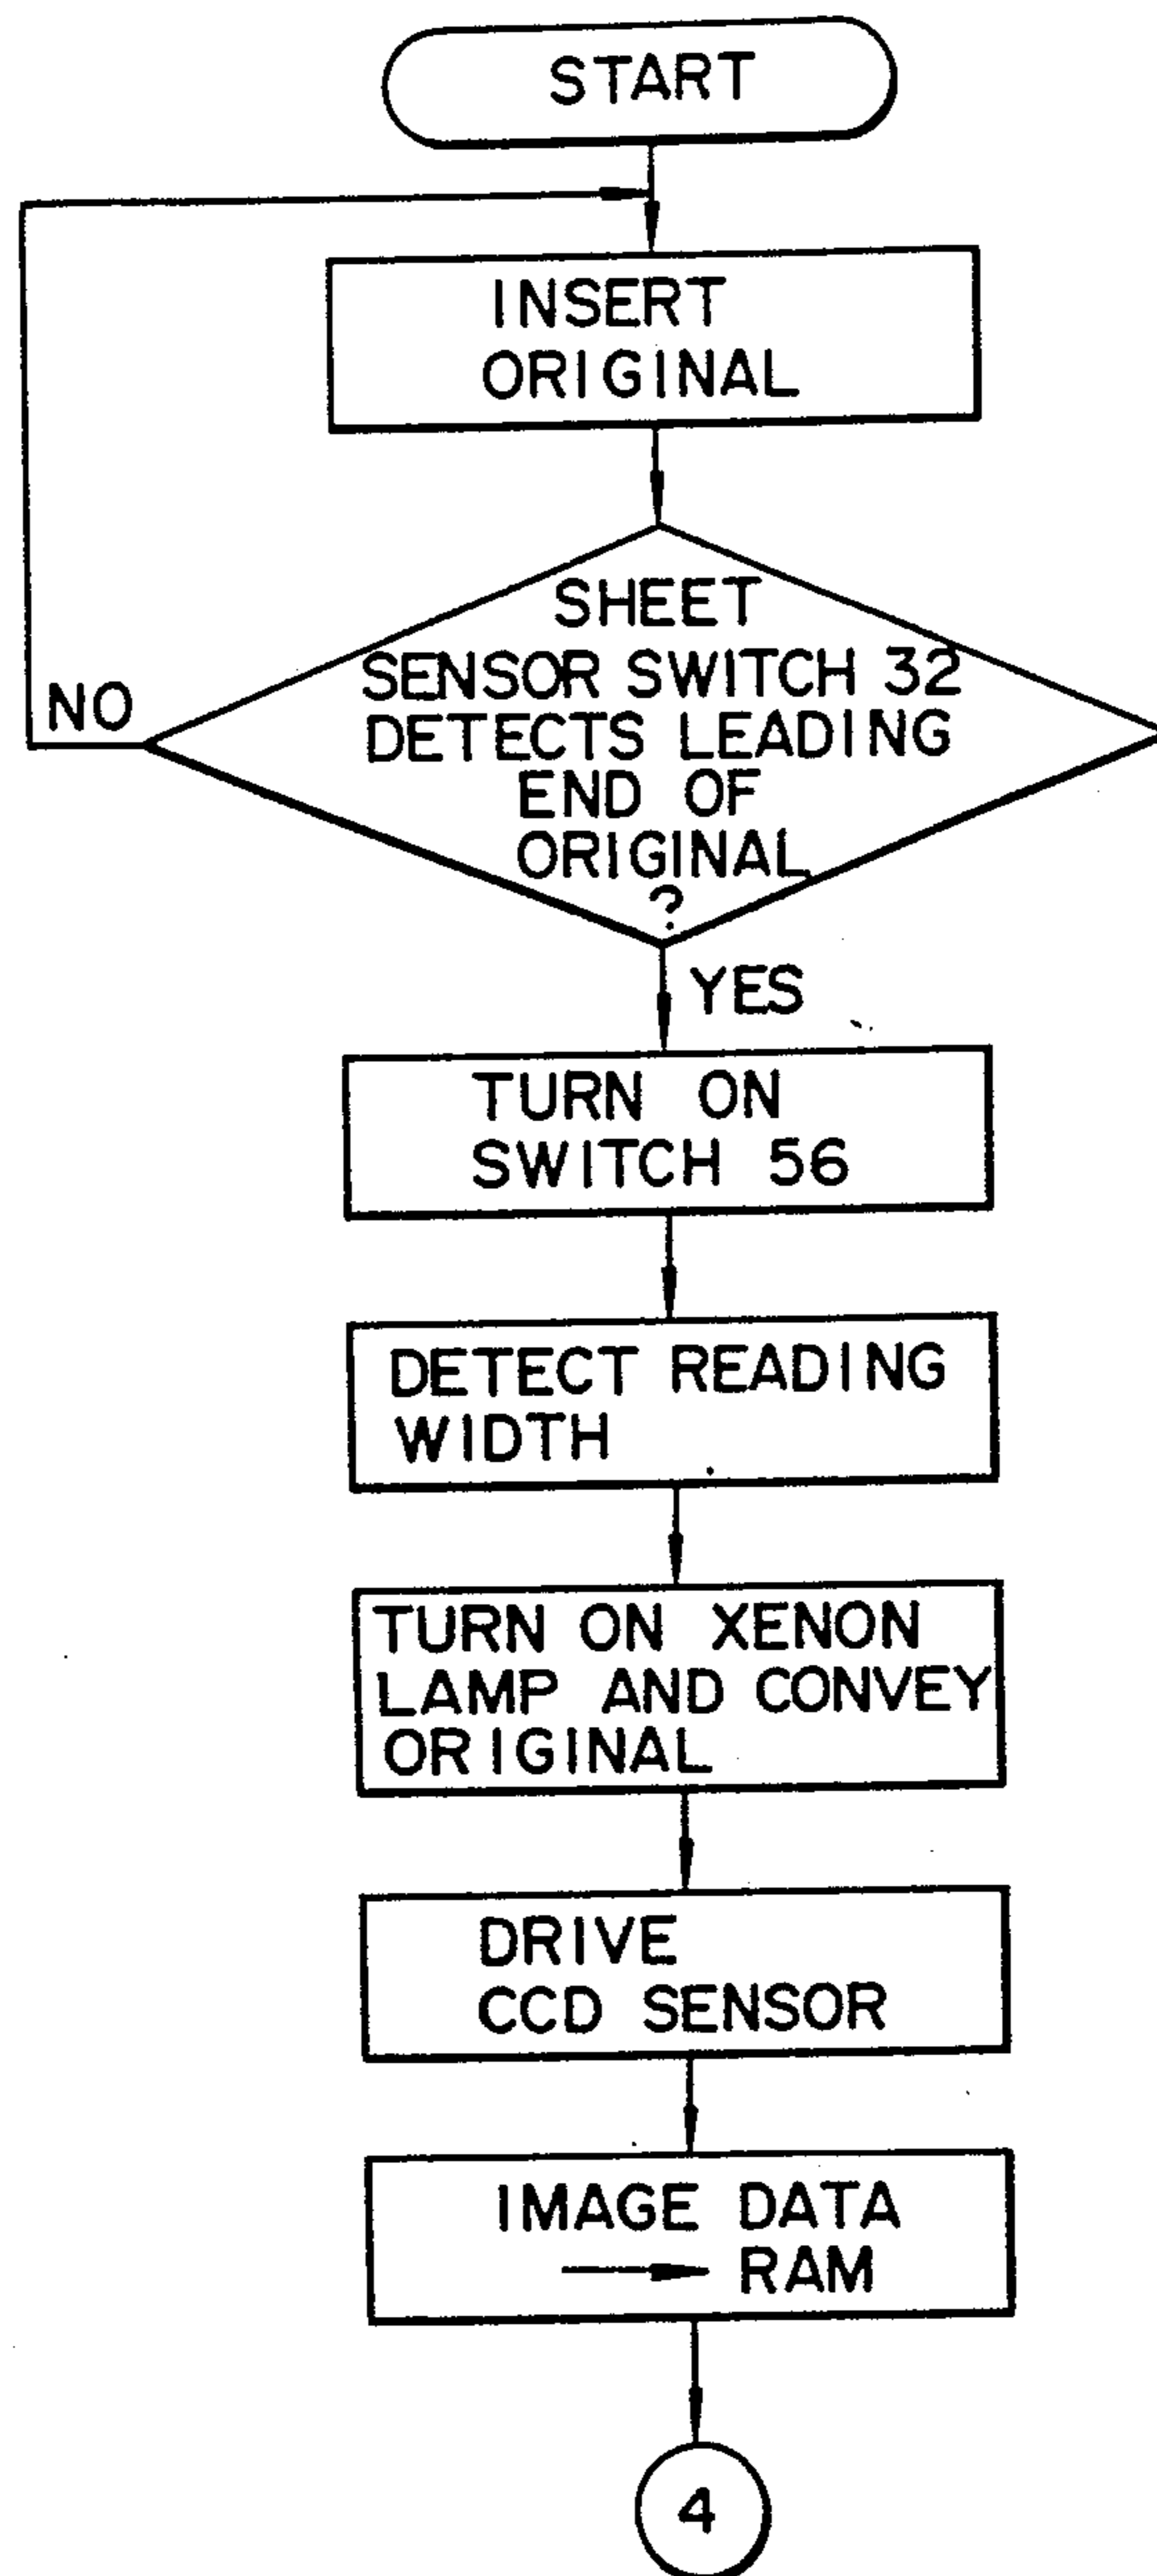 START
INSERT
ORIGINAL
SHEET
SENSOR SWITCH 32
DETECTS LEADING
END OF
ORIGINAL
?
NO
YES
TURN ON
SWITCH 56
DETECT READING
WIDTH
TURN ON XENON
LAMP AND CONVEY
ORIGINAL
DRIVE
CCD SENSOR
IMAGE DATA
→ RAM
4